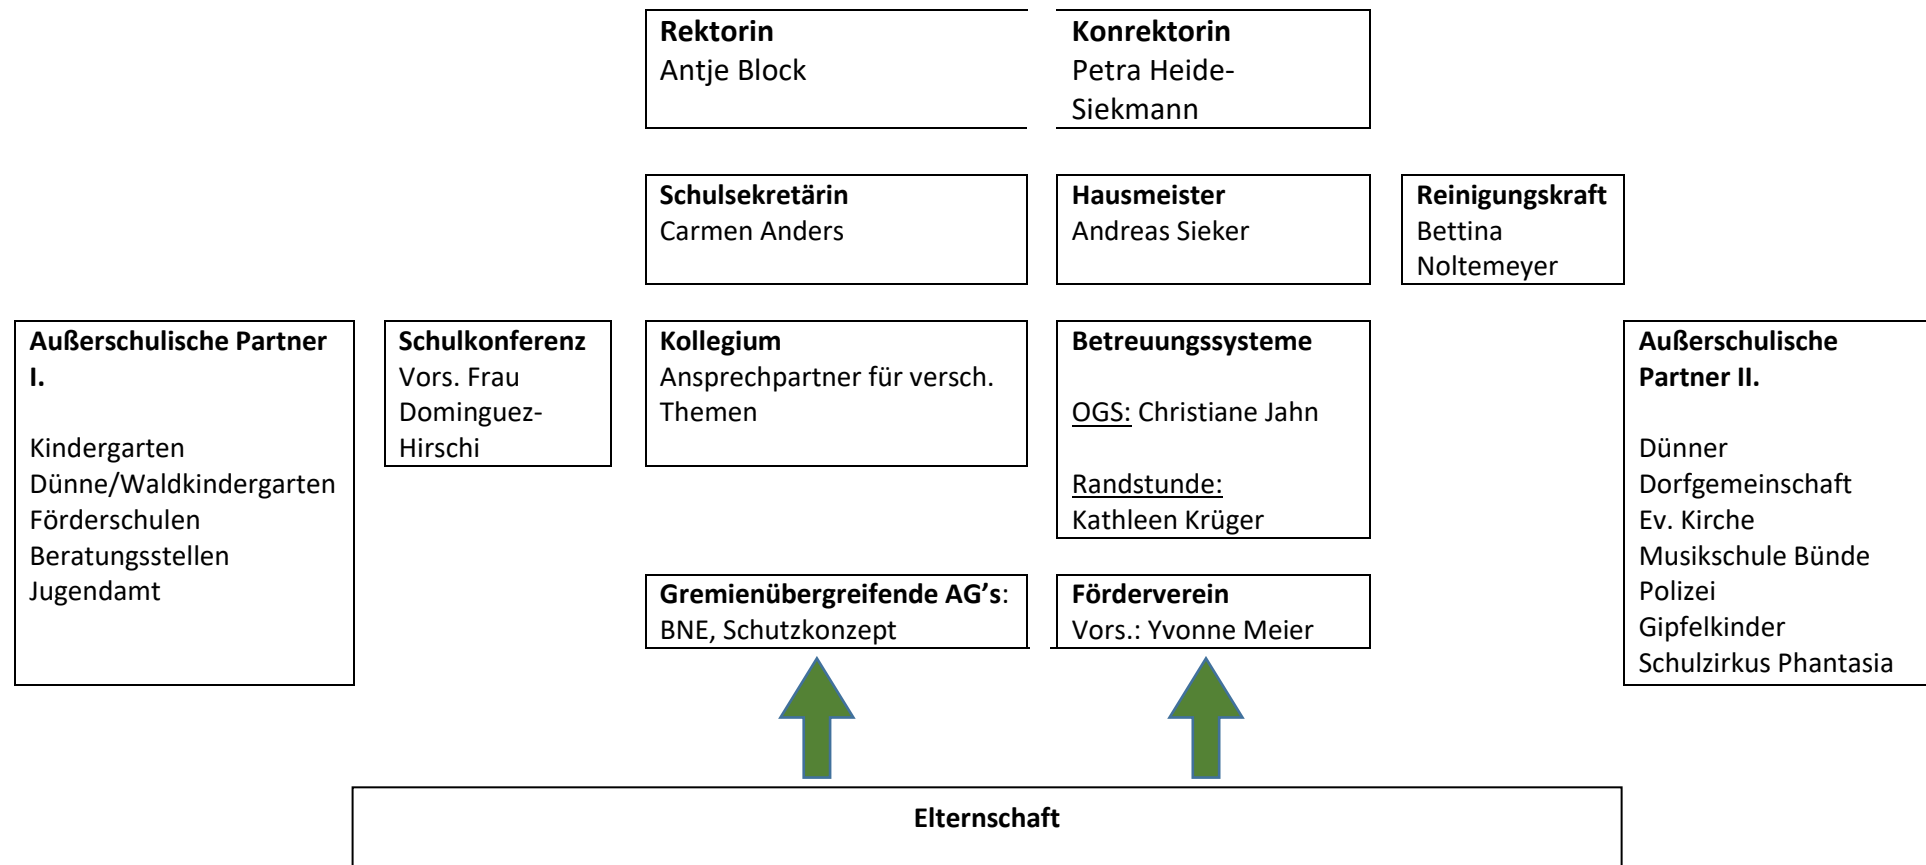 Rektorin
Antje Block
Konrektorin
Petra Heide-
Siekmann
Schulsekretärin
Carmen Anders
Hausmeister
Andreas Sieker
Reinigungskraft
Bettina
Noltemeyer
Außerschulische Partner
I.
Kindergarten
Dünne/Waldkindergarten
Förderschulen
Beratungsstellen
Jugendamt
Schulkonferenz
Vors. Frau
Dominguez-
Hirschi
Kollegium
Ansprechpartner für versch.
Themen
Betreuungssysteme
OGS: Christiane Jahn
Randstunde:
Kathleen Krüger
Außerschulische
Partner II.
Dünner
Dorfgemeinschaft
Ev. Kirche
Musikschule Bünde
Polizei
Gipfelkinder
Schulzirkus Phantasia
Gremienübergreifende AG’s:
BNE, Schutzkonzept
Förderverein
Vors.: Yvonne Meier
Elternschaft